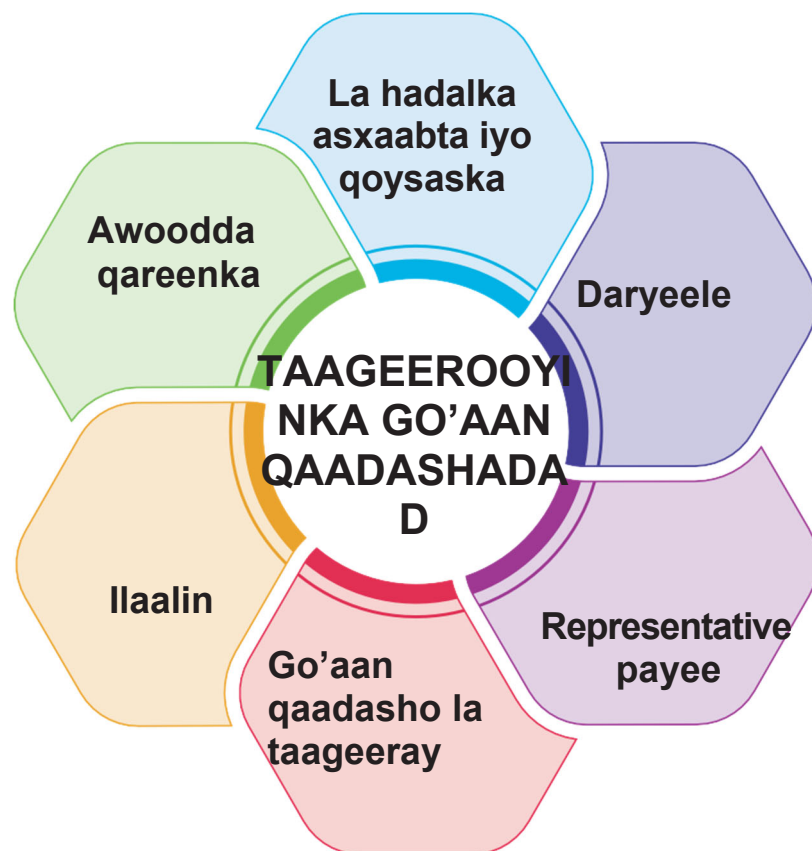 La hadalka
asxaabta iyo
qoysaska
Awoodda
qareenka
Daryeele
TAAGEEROOYI
NKA GO’AAN
QAADASHADA
D
Ilaalin
Representative
payee
Go’aan
qaadasho la
taageeray